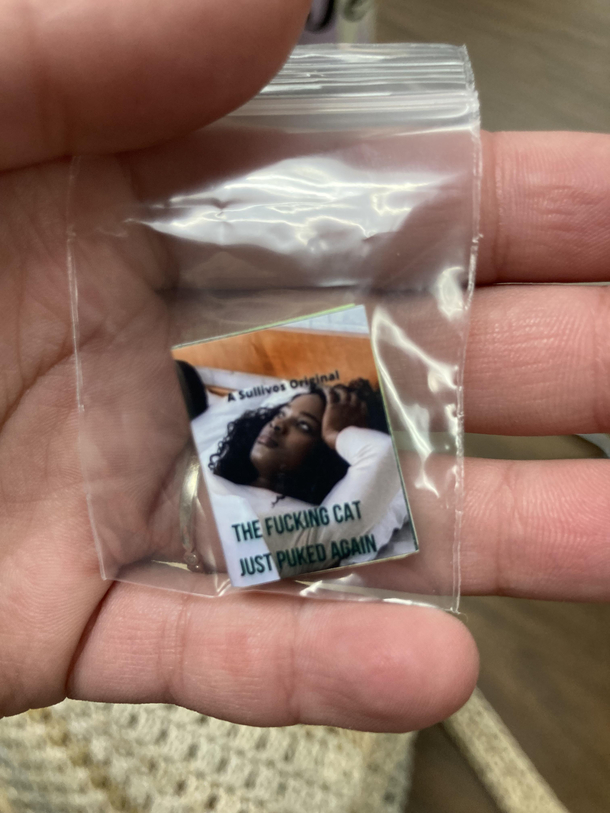 A Sullivos Original
THE FUCKING CAT
JUST PUKED AGAIN